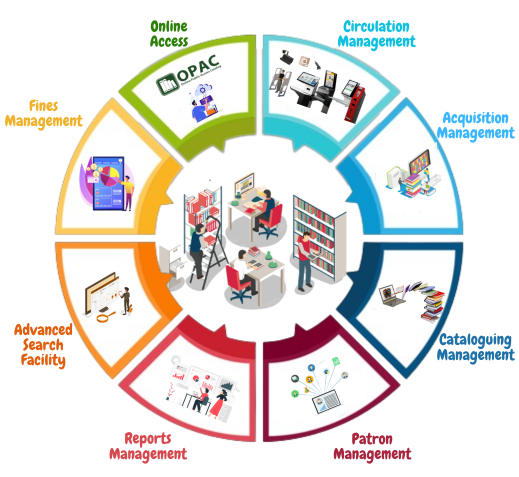 Online
Access
Circulation
Management
Fines
Management
OPAC
Acquisition
Management
Advanced
Search
Facility
Cataloguing
Management
Reports
Management
Patron
Management